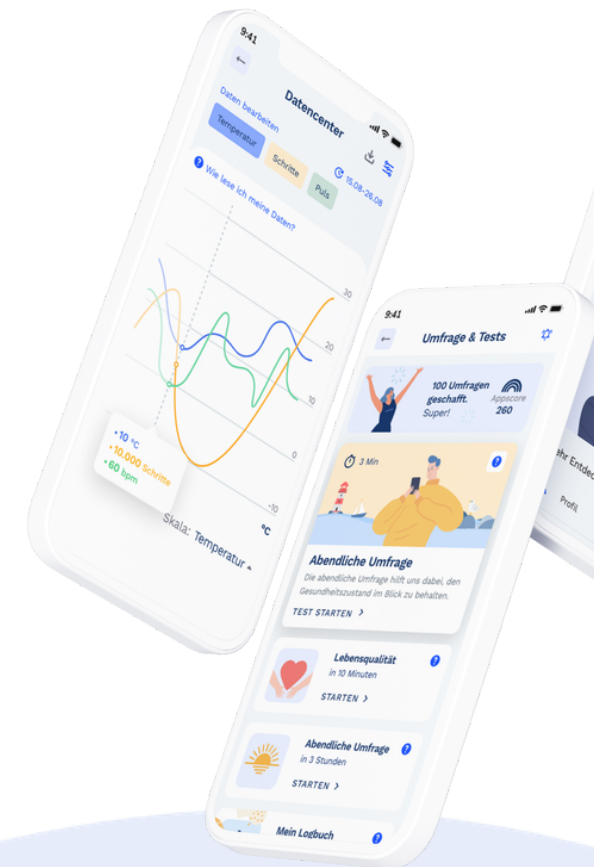 9:41
Datencenter
Daten bearbeiten
Temperatur
Schritte
Puls
15.08-26.08
Wie lese ich meine Daten?
30
20
10
0
-10
°C
• 10 °C
• 10.000 Schritte
• 60 bpm
Skala: Temperatur
9:41
Umfrage & Tests
100 Umfragen
geschafft.
Super!
Appscore
260
3 Min
Abendliche Umfrage
Die abendliche Umfrage hilft uns dabei, den
Gesundheitszustand im Blick zu behalten.
TEST STARTEN
Lebensqualität
in 10 Minuten
STARTEN
Abendliche Umfrage
in 3 Stunden
STARTEN
Mein Logbuch
Profil